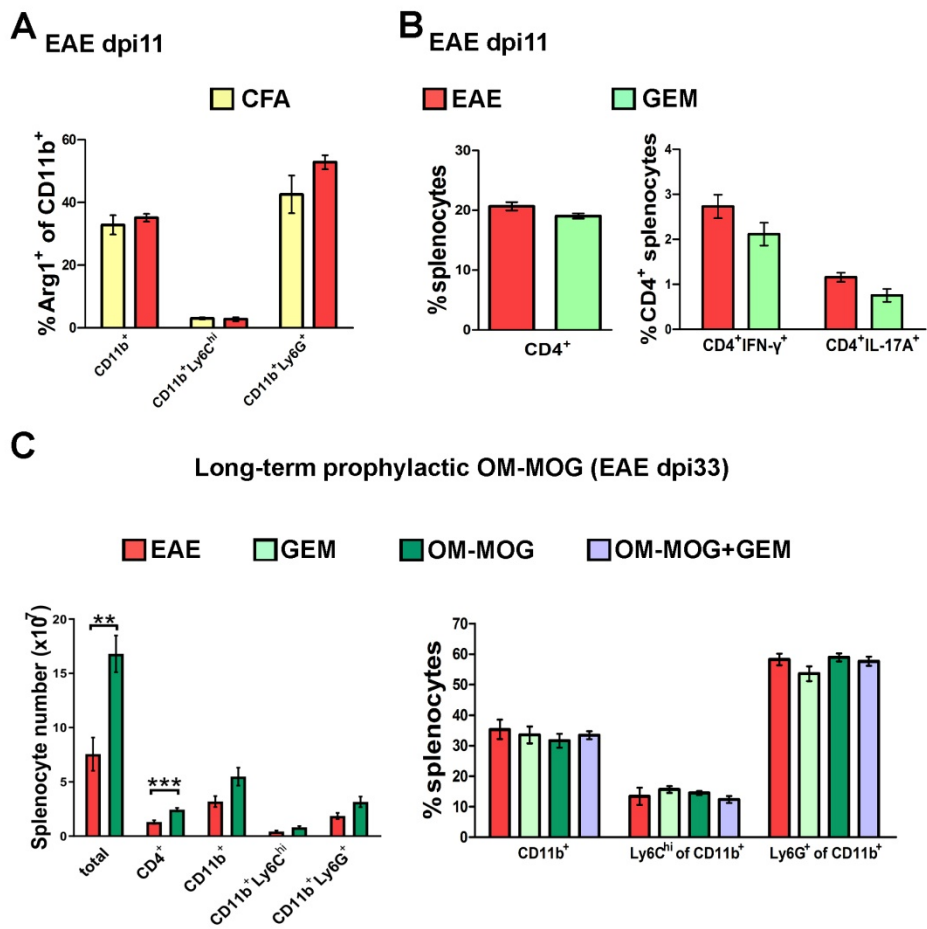 A EAE dpi11
CFA
% Arg1⁺ of CD11b⁺
60
40
20
0
CD11b⁺
CD11b⁺Ly6Cʰⁱ
CD11b⁺Ly6G⁺
B EAE dpi11
EAE GEM
% splenocytes
30
20
10
0
CD4⁺
% CD4⁺ splenocytes
4
3
2
1
0
CD4⁺IFN-γ⁺ CD4⁺IL-17A⁺
C
Long-term prophylactic OM-MOG (EAE dpi33)
EAE GEM OM-MOG OM-MOG+GEM
Splenocyte number (x10⁷)
20
15
10
5
0
**
***
total
CD4⁺
CD11b⁺
CD11b⁺Ly6Cʰⁱ
CD11b⁺Ly6G⁺
% splenocytes
70
60
50
40
30
20
10
0
CD11b⁺ Ly6Cʰⁱ of CD11b⁺ Ly6G⁺ of CD11b⁺